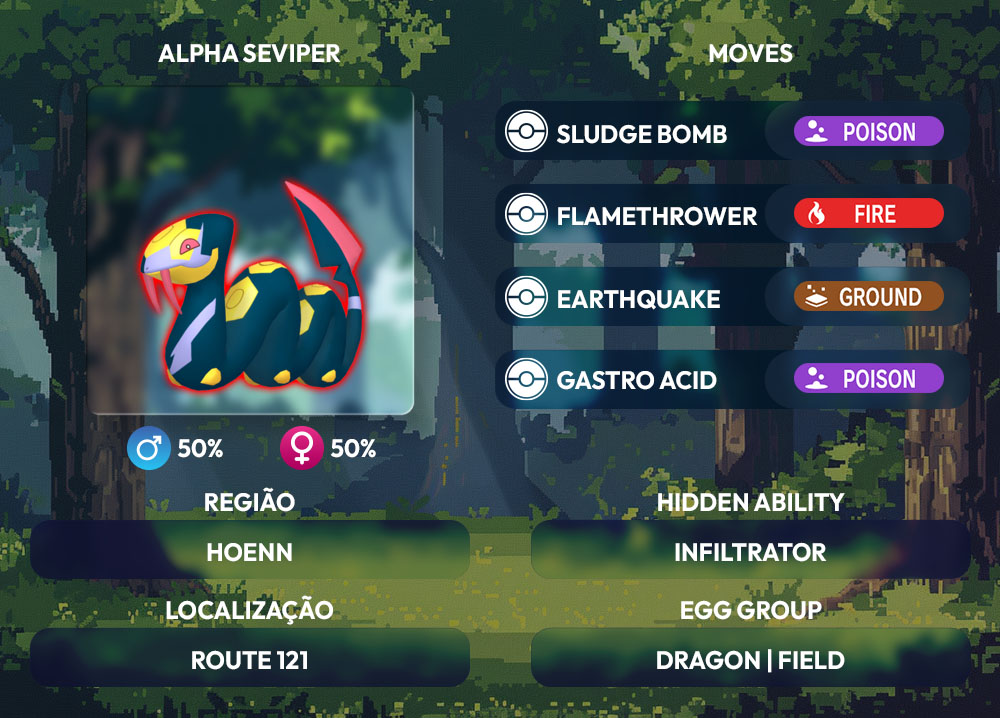 ALPHA SEVIPER
MOVES
SLUDGE BOMB POISON
FLAMETHROWER FIRE
EARTHQUAKE GROUND
GASTRO ACID POISON
50% 50%
REGIÃO
HOENN
HIDDEN ABILITY
INFILTRATOR
LOCALIZAÇÃO
ROUTE 121
EGG GROUP
DRAGON | FIELD